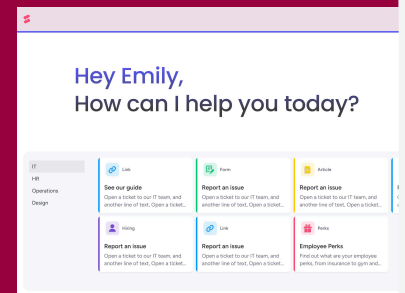 Hey Emily,
How can I help you today?
IT
HR
Operations
Design
Link
See our guide
Open a ticket to our IT team, and
another line of text, Open a ticket...
Form
Report an issue
Open a ticket to our IT team, and
another line of text, Open a ticket...
Article
Report an issue
Open a ticket to our IT team, and
another line of text, Open a ticket...
Hiring
Report an issue
Open a ticket to our IT team, and
another line of text, Open a ticket...
Link
Report an issue
Open a ticket to our IT team, and
another line of text, Open a ticket...
Perks
Employee Perks
Find out what are your employee
perks, from insurance to gym and...